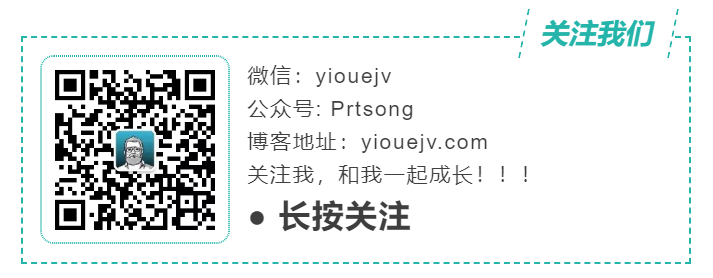 关注我们
微信：yiouejv
公众号: Prtsong
博客地址：yiouejv.com
关注我，和我一起成长！！！
• 长按关注